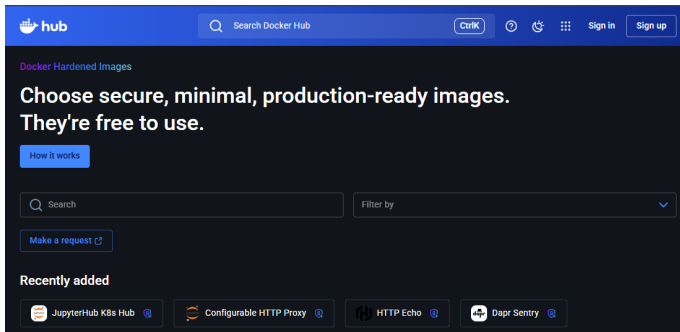 hub
Search Docker Hub
CtrlK
Sign in
Sign up
Docker Hardened Images
Choose secure, minimal, production-ready images.
They're free to use.
How it works
Search
Filter by
Make a request
Recently added
JupyterHub K8s Hub
Configurable HTTP Proxy
HTTP Echo
dapr
Dapr Sentry